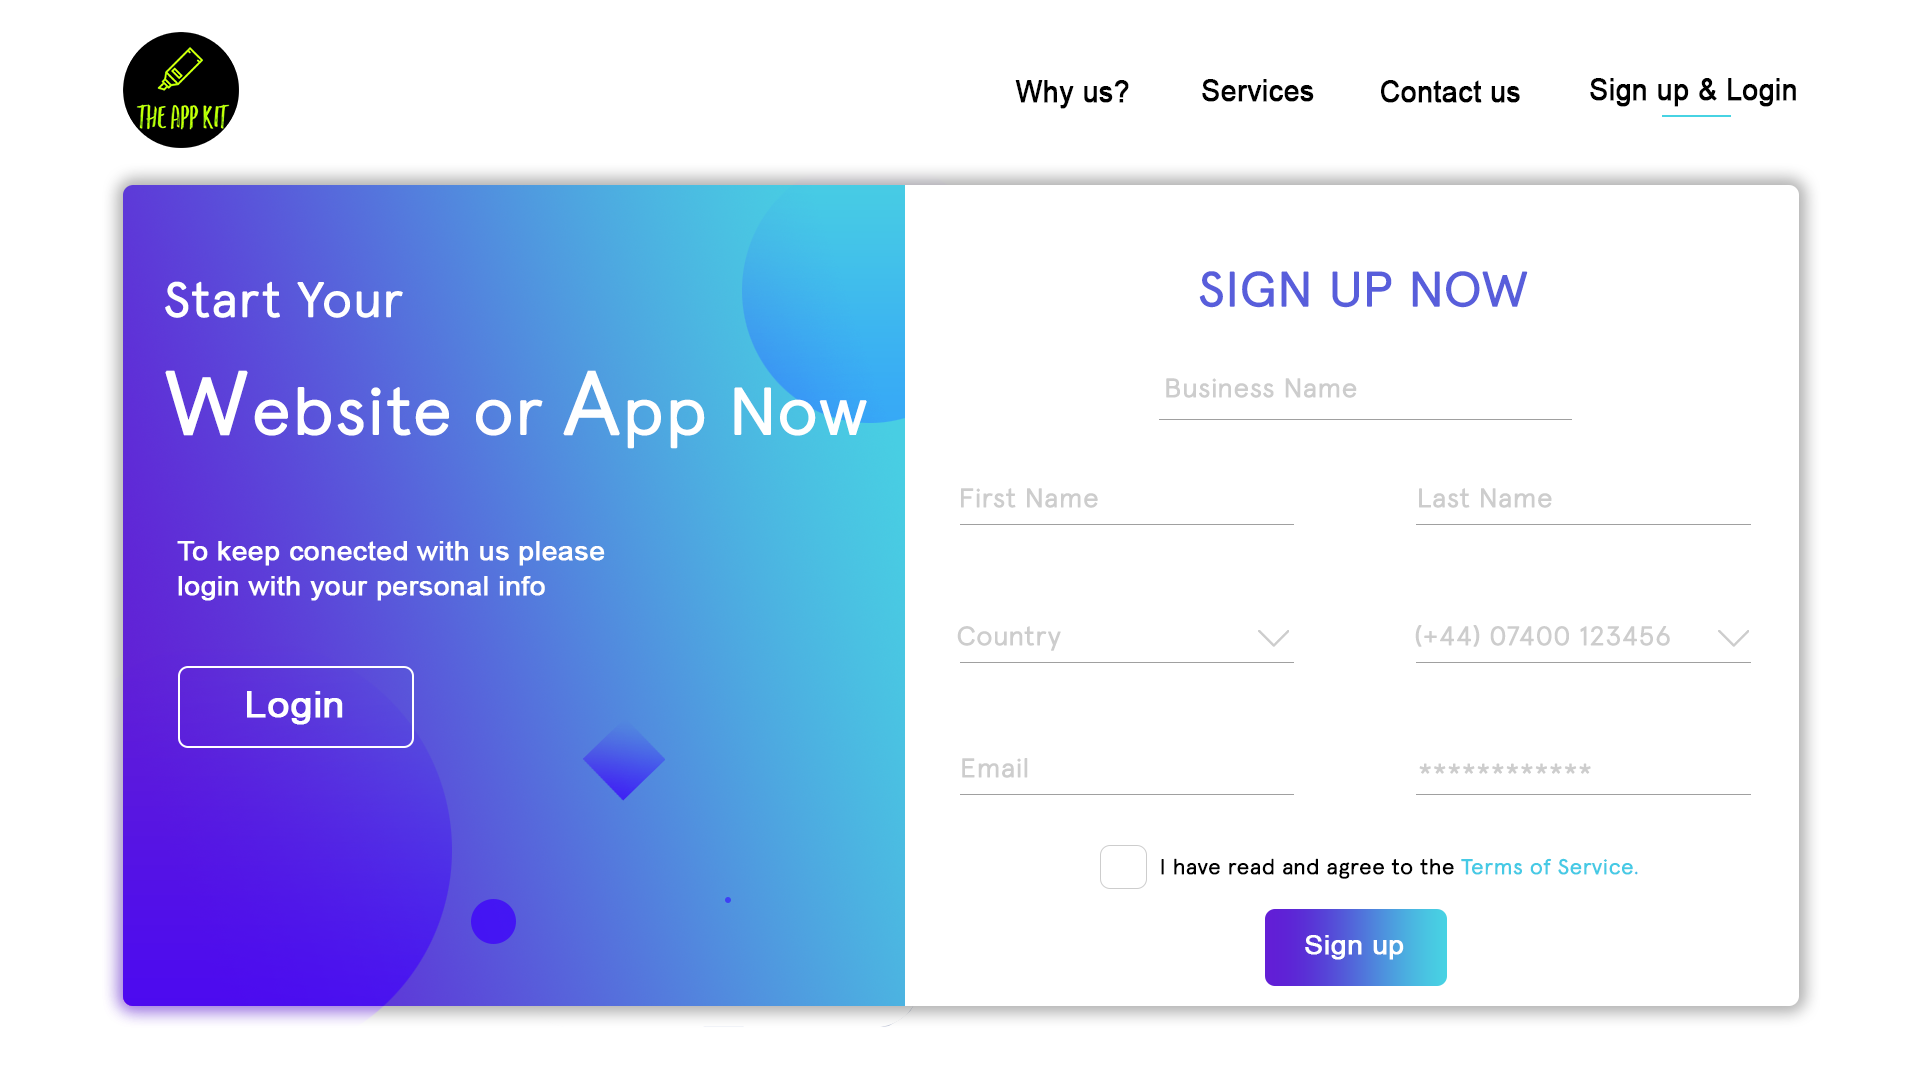 THE APP KIT
Why us?
Services
Contact us
Sign up & Login
Start Your
Website or App Now
To keep conected with us please
login with your personal info
Login
SIGN UP NOW
Business Name
First Name
Last Name
Country
(+44) 07400 123456
Email
************
I have read and agree to the Terms of Service.
Sign up